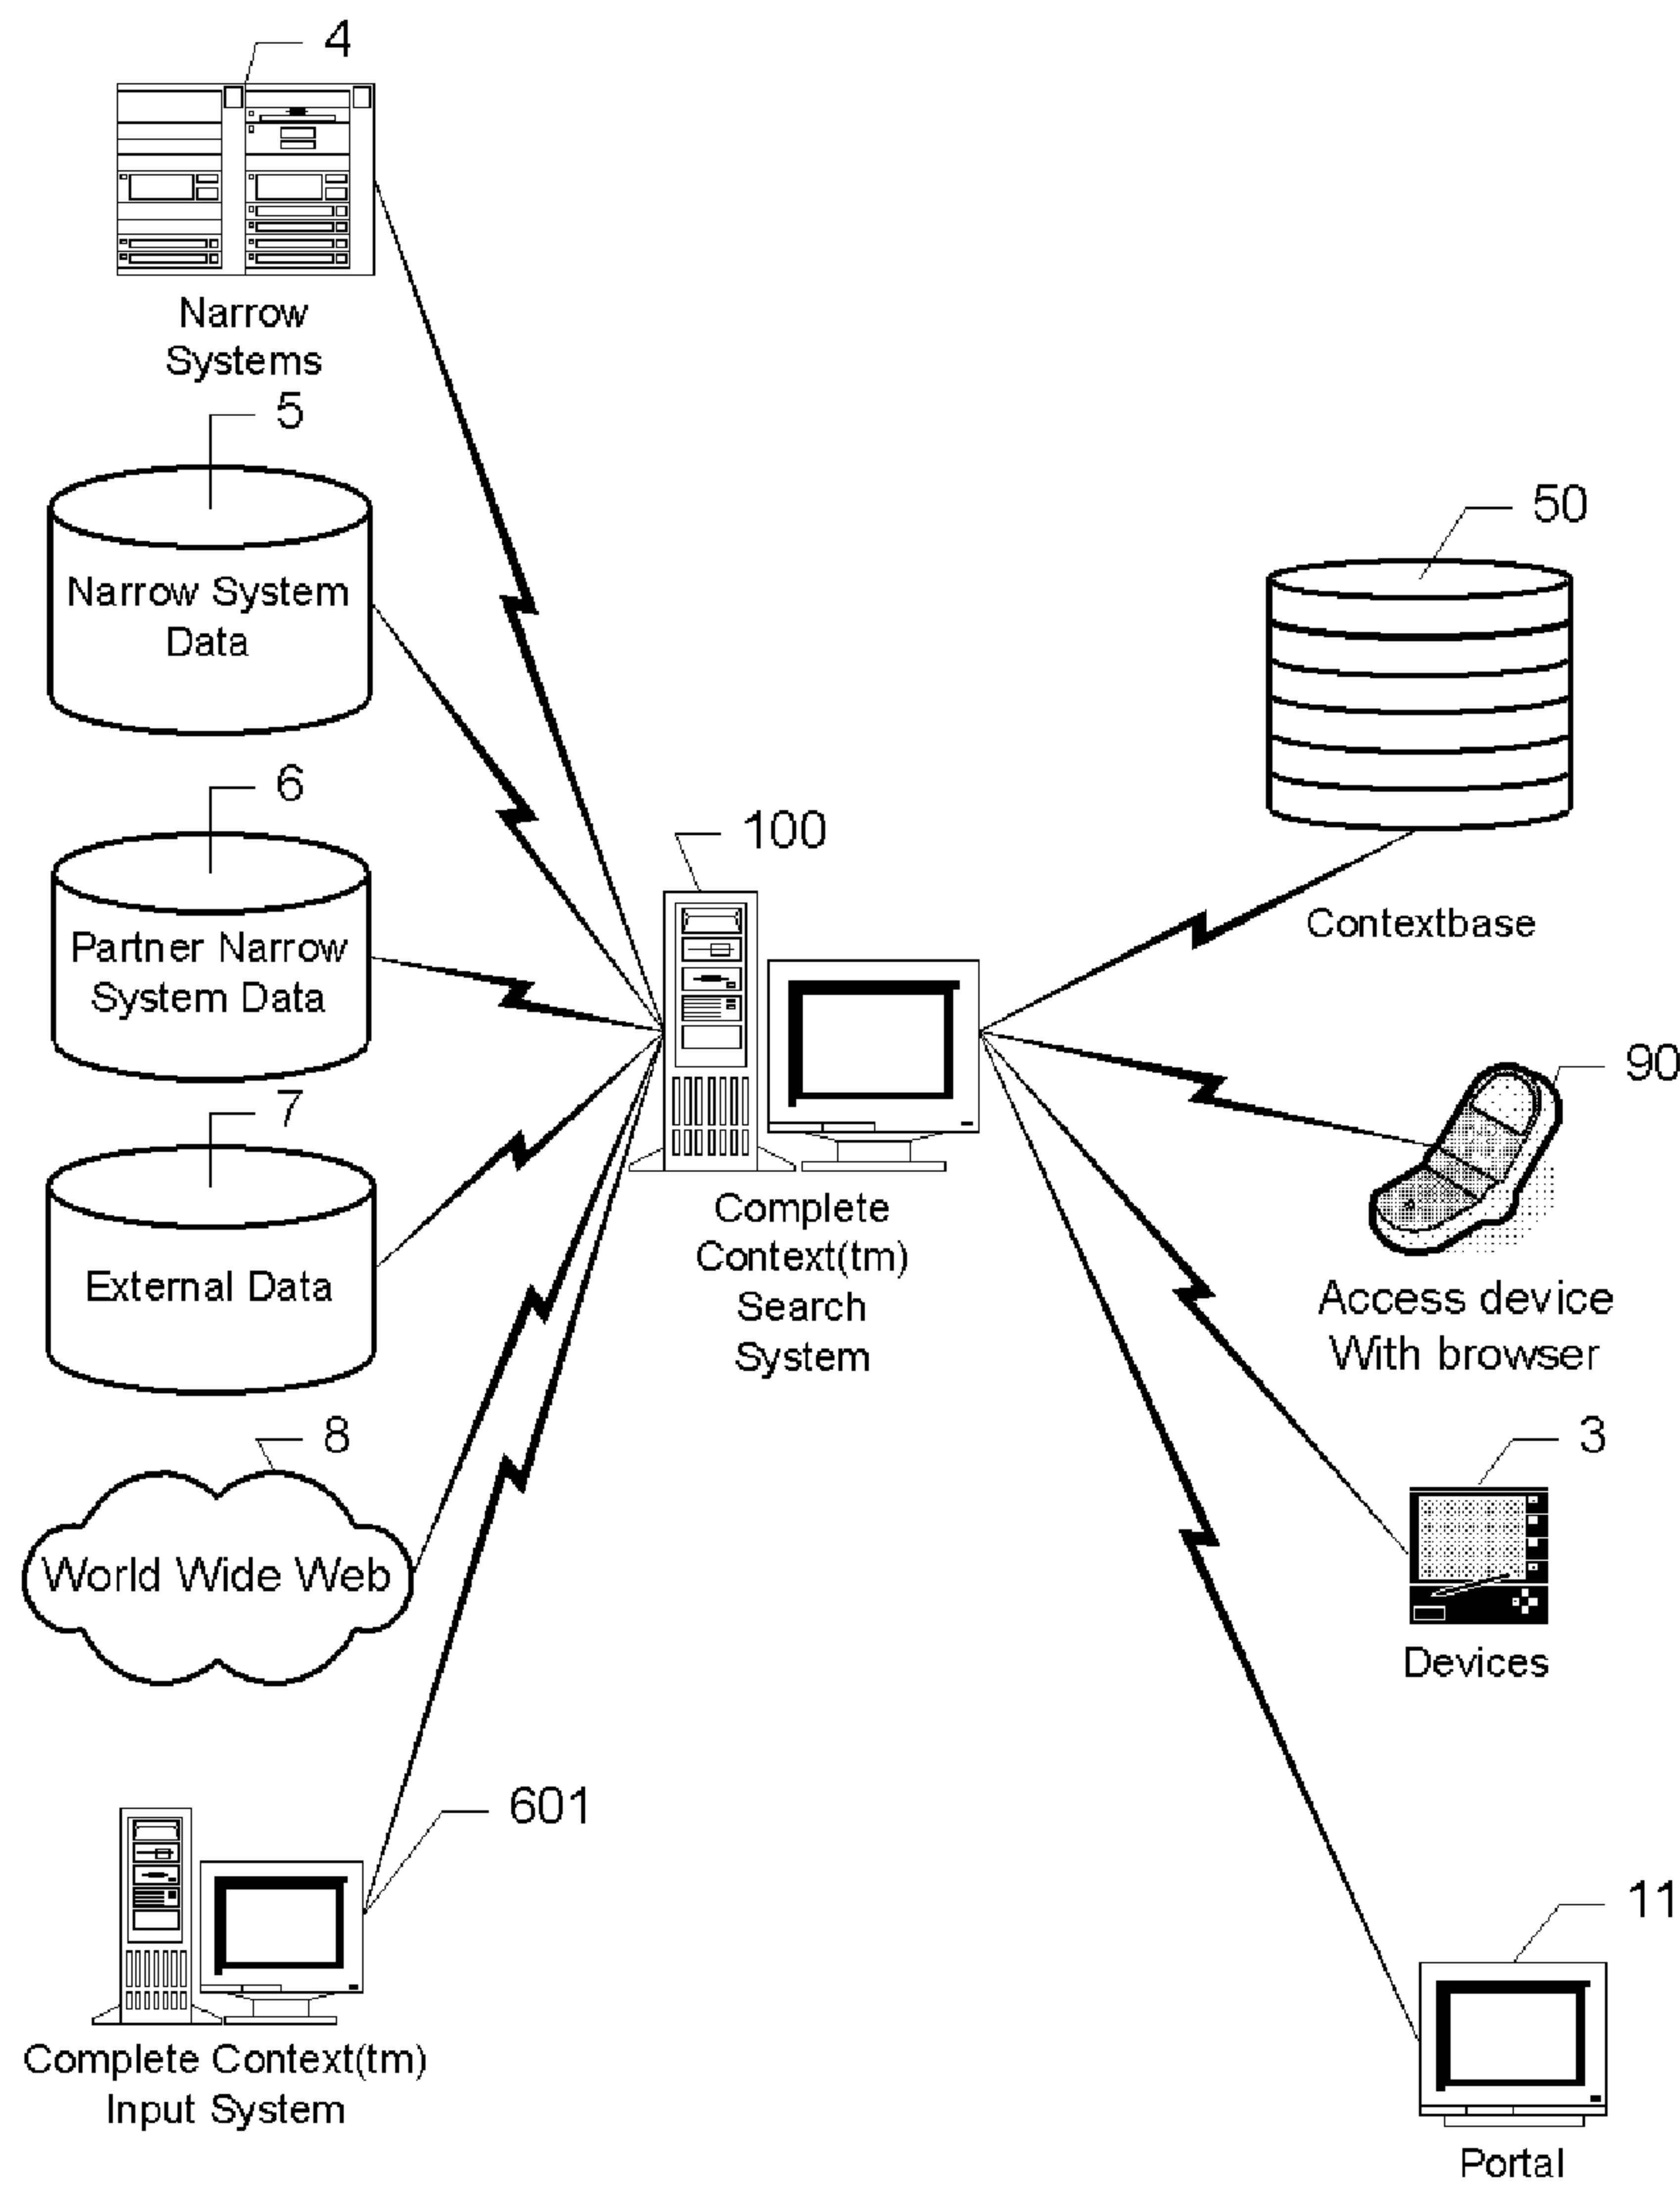 4
Narrow
Systems
5
Narrow System
Data
6
Partner Narrow
System Data
7
External Data
8
World Wide Web
601
Complete Context(tm)
Input System
100
Complete
Context(tm)
Search
System
50
Contextbase
90
Access device
With browser
3
Devices
11
Portal